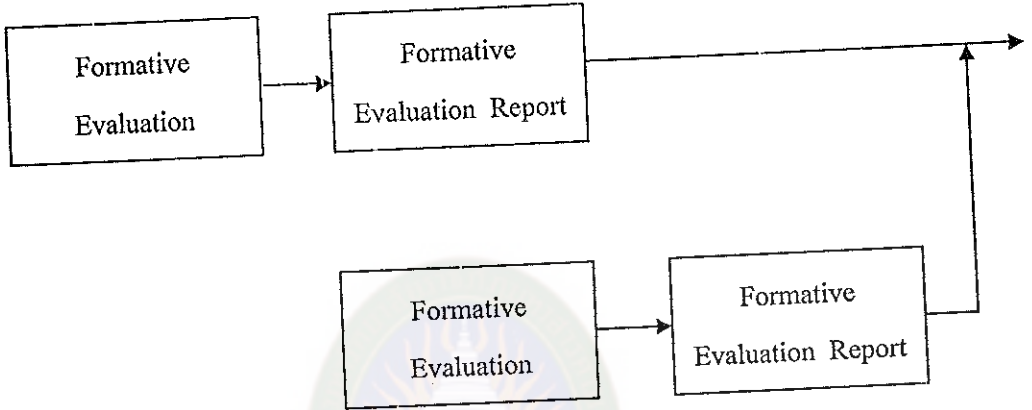 Formative
Evaluation
Formative
Evaluation Report
Formative
Evaluation
Formative
Evaluation Report